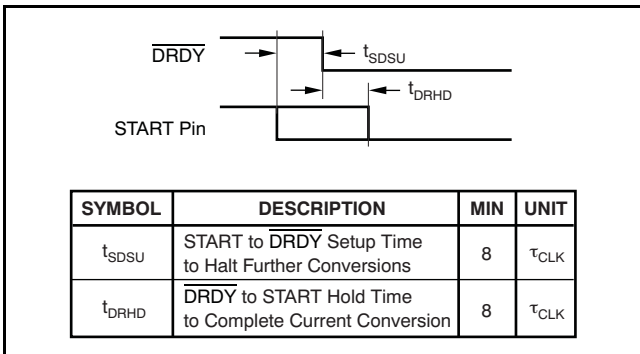 DRDY
tSDSU
tDRHD
START Pin
SYMBOL DESCRIPTION MIN UNIT
tSDSU START to DRDY Setup Time to Halt Further Conversions 8 τCLK
tDRHD DRDY to START Hold Time to Complete Current Conversion 8 τCLK